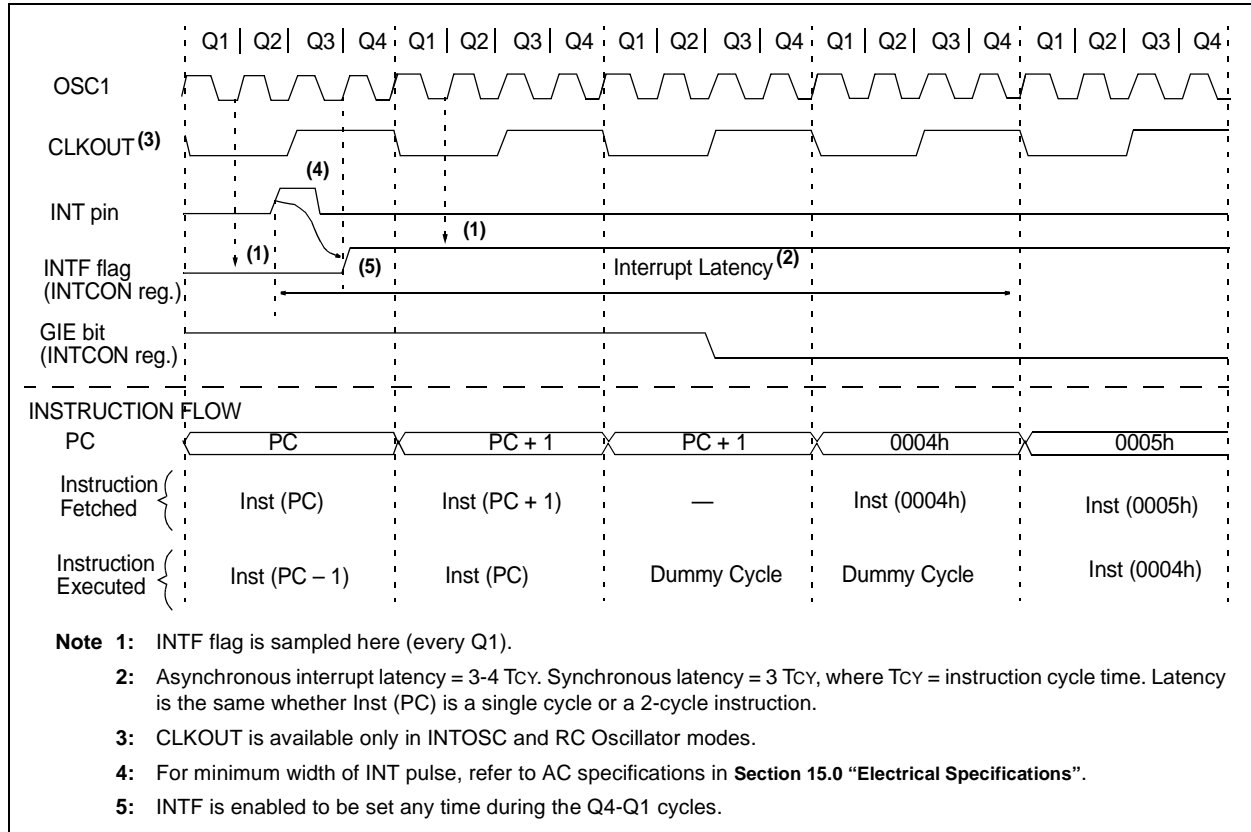 Q1 | Q2 | Q3 | Q4 Q1 | Q2 | Q3 | Q4 Q1 | Q2 | Q3 | Q4 Q1 | Q2 | Q3 | Q4 Q1 | Q2 | Q3 | Q4
OSC1
CLKOUT (3)
(4)
INT pin
(1) (1)
INTF flag (5) Interrupt Latency (2)
(INTCON reg.)
GIE bit
(INTCON reg.)
INSTRUCTION FLOW
PC PC PC + 1 PC + 1 0004h 0005h
Instruction
Fetched Inst (PC) Inst (PC + 1) — Inst (0004h) Inst (0005h)
Instruction
Executed Inst (PC – 1) Inst (PC) Dummy Cycle Dummy Cycle Inst (0004h)
Note 1: INTF flag is sampled here (every Q1).
2: Asynchronous interrupt latency = 3-4 TCY. Synchronous latency = 3 TCY, where TCY = instruction cycle time. Latency
is the same whether Inst (PC) is a single cycle or a 2-cycle instruction.
3: CLKOUT is available only in INTOSC and RC Oscillator modes.
4: For minimum width of INT pulse, refer to AC specifications in Section 15.0 “Electrical Specifications”.
5: INTF is enabled to be set any time during the Q4-Q1 cycles.